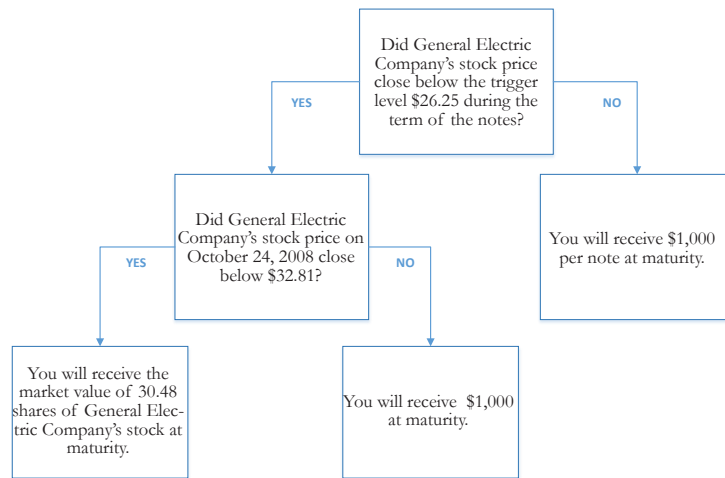 Did General Electric
Company's stock price
close below the trigger
level $26.25 during the
term of the notes?
YES
NO
Did General Electric
Company's stock price on
October 24, 2008 close
below $32.81?
You will receive $1,000
per note at maturity.
YES
NO
You will receive the
market value of 30.48
shares of General Elec-
tric Company's stock at
maturity.
You will receive $1,000
at maturity.